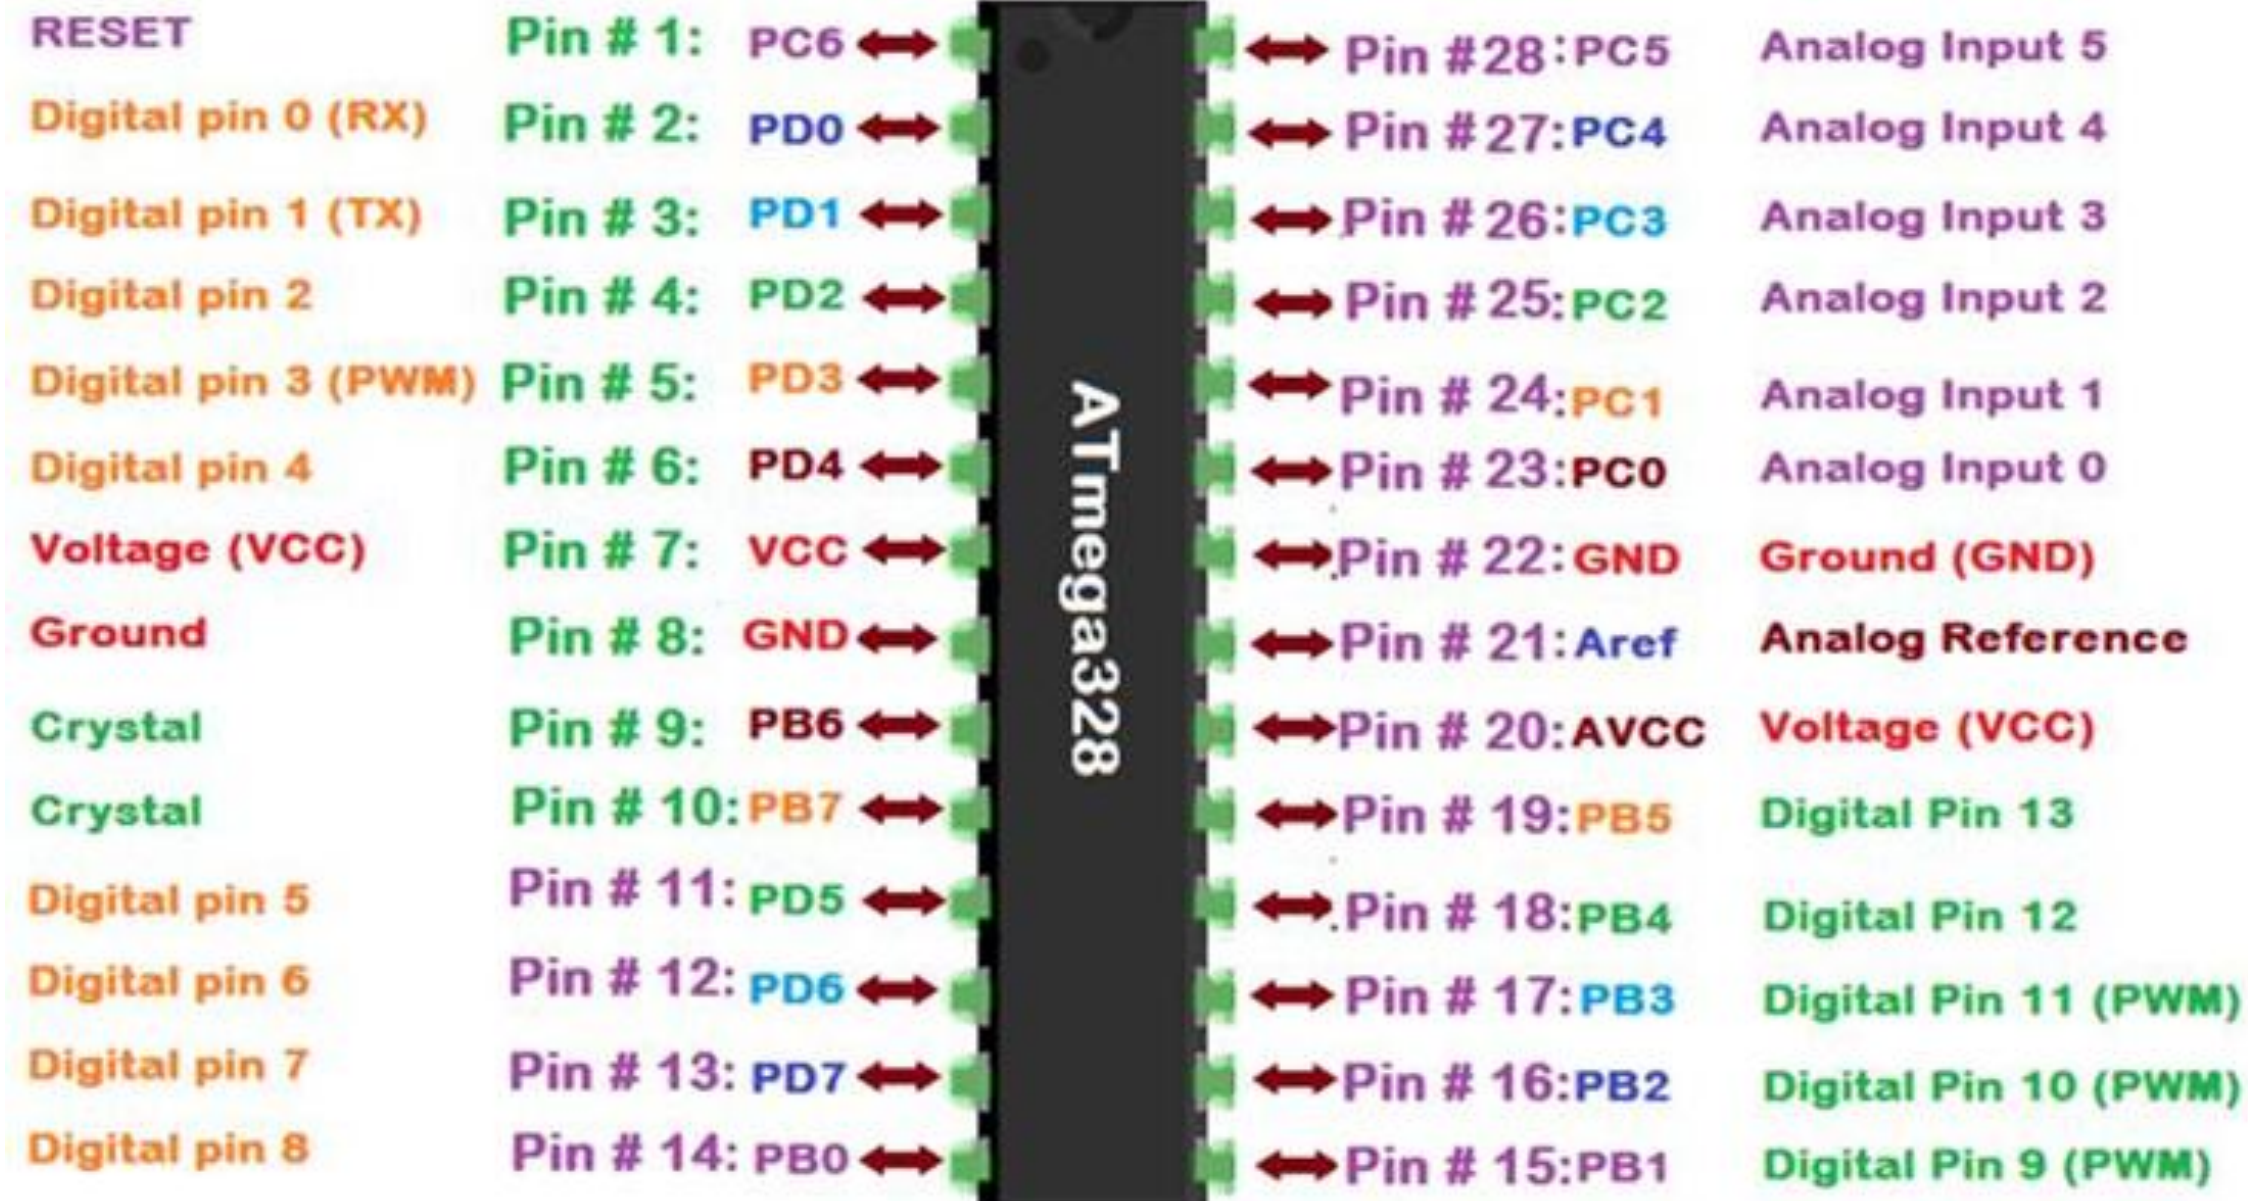 RESET Pin # 1: PC6 Pin #28:PC5 Analog Input 5
Digital pin 0 (RX) Pin # 2: PD0 Pin #27:PC4 Analog Input 4
Digital pin 1 (TX) Pin # 3: PD1 Pin #26:PC3 Analog Input 3
Digital pin 2 Pin # 4: PD2 Pin # 25:PC2 Analog Input 2
Digital pin 3 (PWM) Pin # 5: PD3 Pin # 24:PC1 Analog Input 1
Digital pin 4 Pin # 6: PD4 Pin # 23:PC0 Analog Input 0
Voltage (VCC) Pin # 7: VCC Pin # 22:GND Ground (GND)
Ground Pin # 8: GND Pin # 21:Aref Analog Reference
Crystal Pin # 9: PB6 Pin # 20:AVCC Voltage (VCC)
Crystal Pin # 10:PB7 Pin # 19:PB5 Digital Pin 13
Digital pin 5 Pin # 11: PD5 Pin # 18:PB4 Digital Pin 12
Digital pin 6 Pin # 12: PD6 Pin # 17:PB3 Digital Pin 11 (PWM)
Digital pin 7 Pin # 13: PD7 Pin # 16:PB2 Digital Pin 10 (PWM)
Digital pin 8 Pin # 14: PB0 Pin # 15:PB1 Digital Pin 9 (PWM)
ATmega328